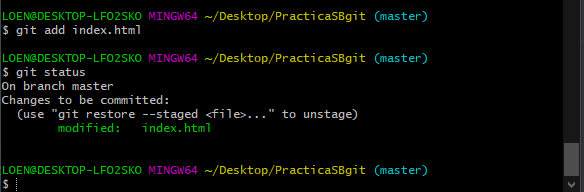 LOEN@DESKTOP-LFO2SKO MINGW64 ~/Desktop/PracticaSBgit (master)
$ git add index.html
LOEN@DESKTOP-LFO2SKO MINGW64 ~/Desktop/PracticaSBgit (master)
$ git status
On branch master
Changes to be committed:
  (use "git restore --staged <file>..." to unstage)
        modified:   index.html
LOEN@DESKTOP-LFO2SKO MINGW64 ~/Desktop/PracticaSBgit (master)
$